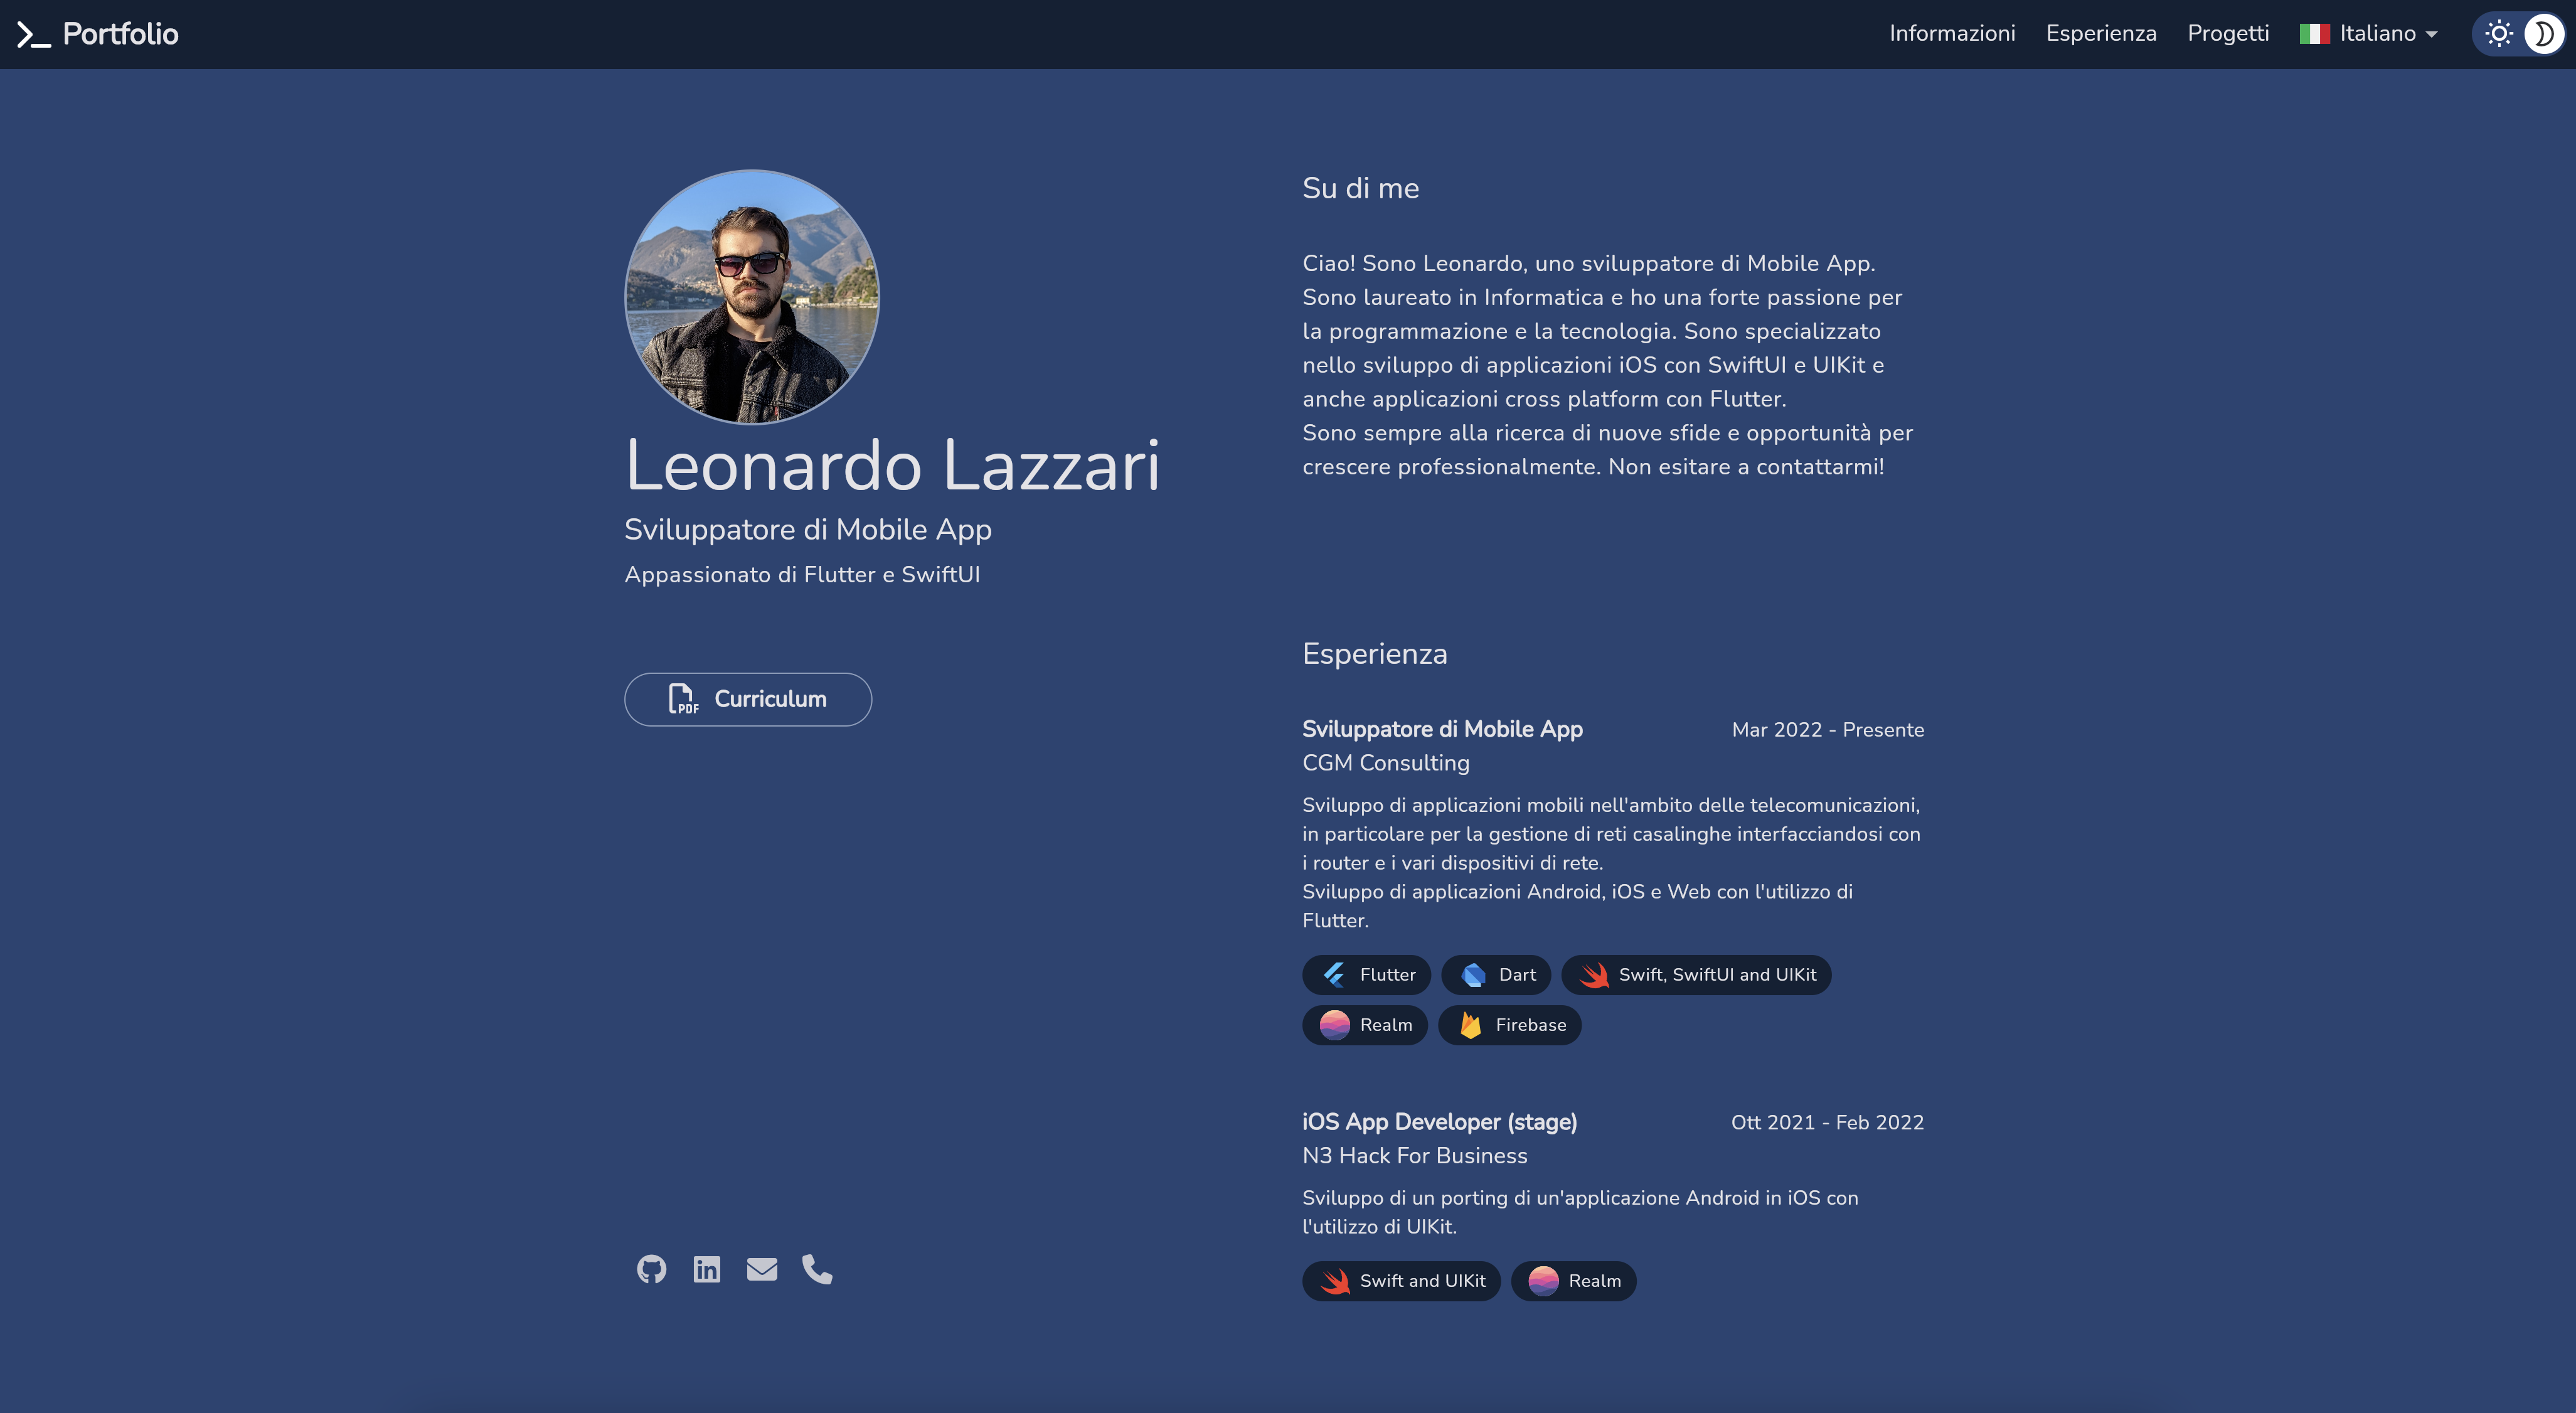 Portfolio
Informazioni
Esperienza
Progetti
Italiano
Leonardo Lazzari
Sviluppatore di Mobile App
Appassionato di Flutter e SwiftUI
PDF
Curriculum
Su di me
Ciao! Sono Leonardo, uno sviluppatore di Mobile App.
Sono laureato in Informatica e ho una forte passione per
la programmazione e la tecnologia. Sono specializzato
nello sviluppo di applicazioni iOS con SwiftUI e UIKit e
anche applicazioni cross platform con Flutter.
Sono sempre alla ricerca di nuove sfide e opportunità per
crescere professionalmente. Non esitare a contattarmi!
Esperienza
Sviluppatore di Mobile App
Mar 2022 - Presente
CGM Consulting
Sviluppo di applicazioni mobili nell'ambito delle telecomunicazioni,
in particolare per la gestione di reti casalinghe interfacciandosi con
i router e i vari dispositivi di rete.
Sviluppo di applicazioni Android, iOS e Web con l'utilizzo di
Flutter.
Flutter
Dart
Swift, SwiftUI and UIKit
Realm
Firebase
iOS App Developer (stage)
Ott 2021 - Feb 2022
N3 Hack For Business
Sviluppo di un porting di un'applicazione Android in iOS con
l'utilizzo di UIKit.
Swift and UIKit
Realm
in